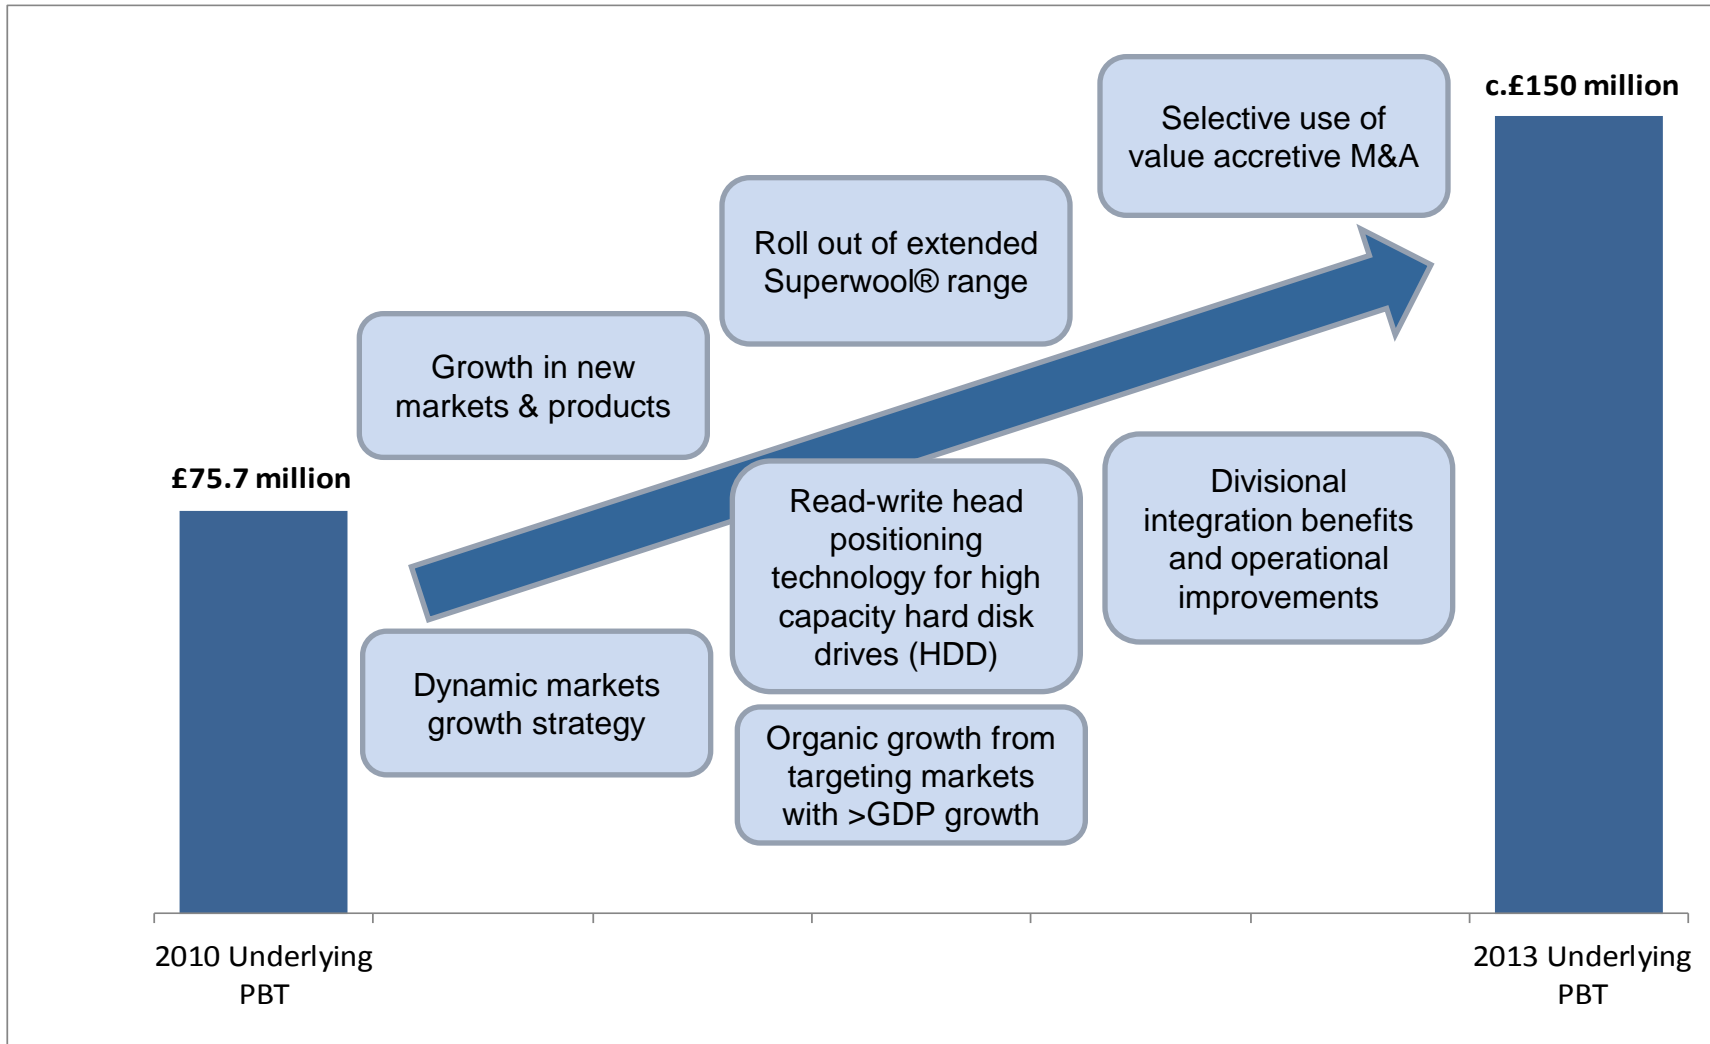 c.£150 million
Selective use of
value accretive M&A
Roll out of extended
Superwool® range
Growth in new
markets & products
£75.7 million
Read-write head
positioning
technology for high
capacity hard disk
drives (HDD)
Divisional
integration benefits
and operational
improvements
Dynamic markets
growth strategy
Organic growth from
targeting markets
with >GDP growth
2010 Underlying
PBT
2013 Underlying
PBT